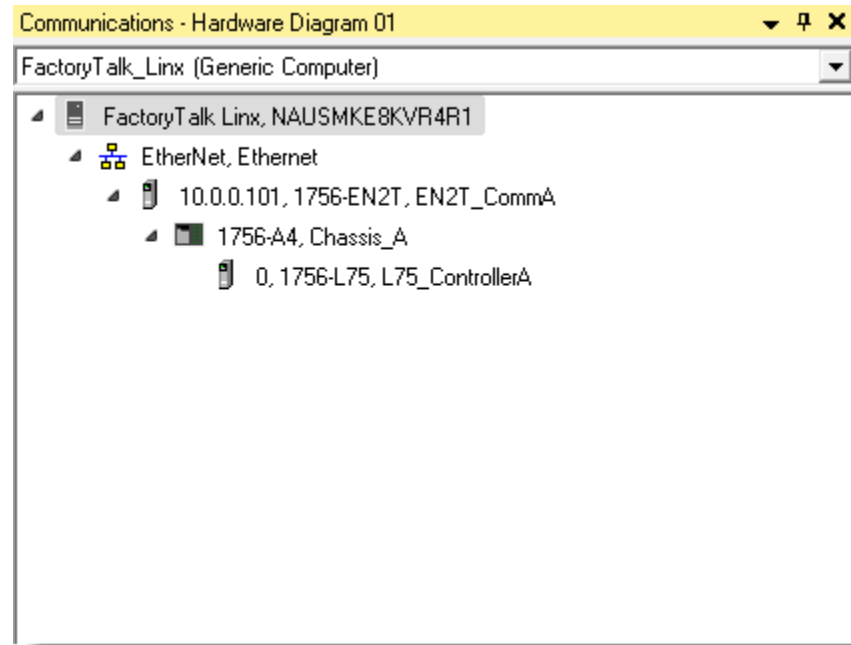 Communications - Hardware Diagram 01
FactoryTalk_Linx (Generic Computer)
FactoryTalk Linx, NAUSMKE8KVR4R1
EtherNet, Ethernet
10.0.0.101, 1756-EN2T, EN2T_CommA
1756-A4, Chassis_A
0, 1756-L75, L75_ControllerA